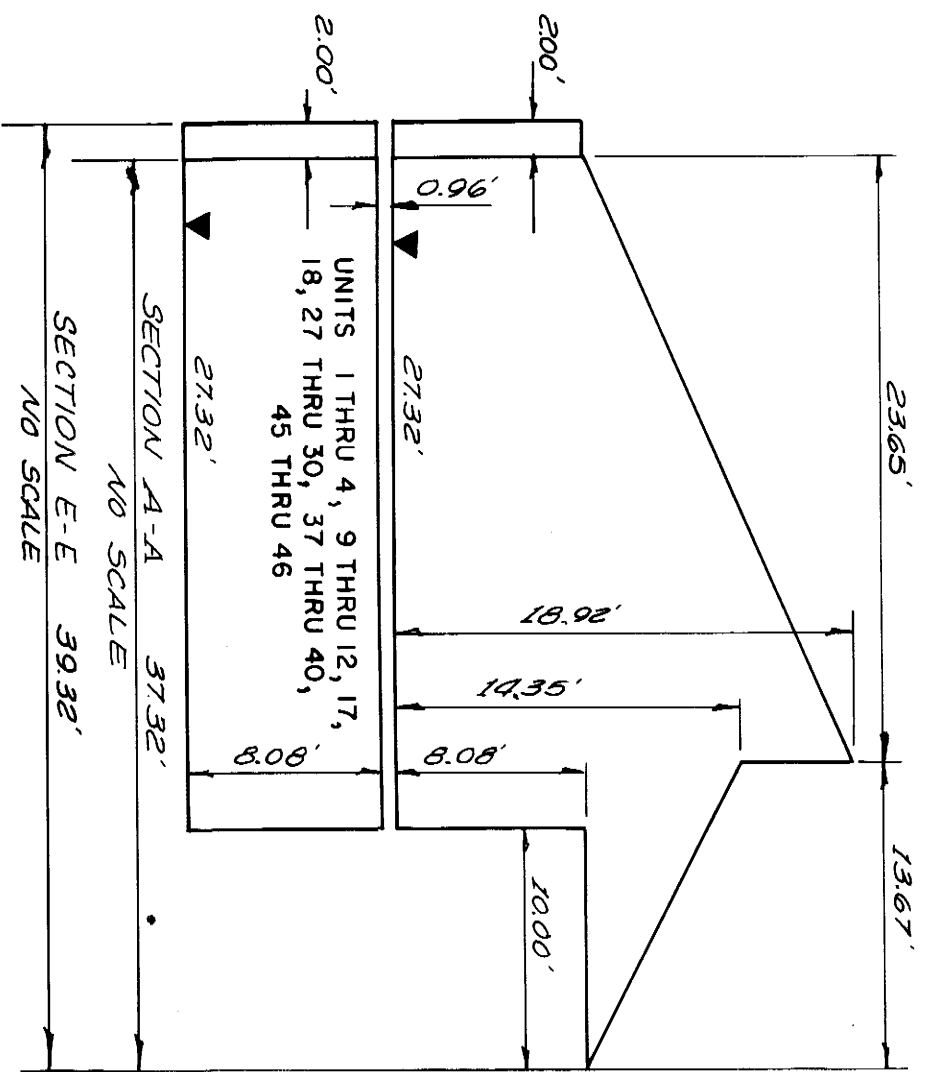 23.65'
13.67'
2.00'
18.92'
14.35'
8.08'
10.00'
0.96'
27.32'
2.00'
UNITS 1 THRU 4, 9 THRU 12, 17,
18, 27 THRU 30, 37 THRU 40,
45 THRU 46
8.08'
27.32'
SECTION A-A 37.32'
NO SCALE
SECTION E-E 39.32'
NO SCALE